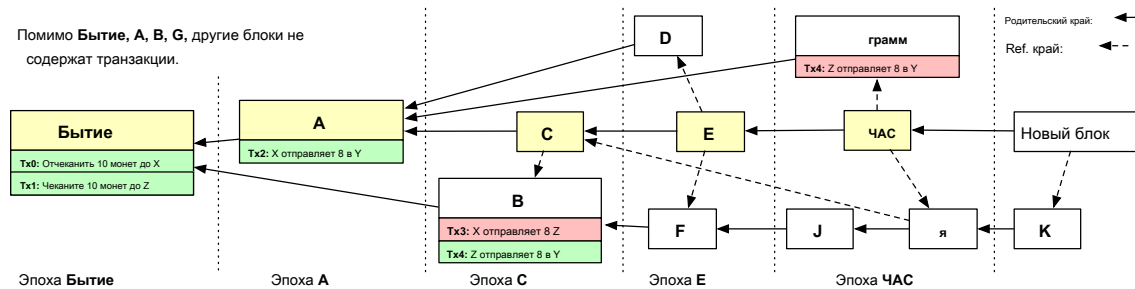 Помимо Бытие, A, B, G, другие блоки не
содержат транзакции.
Родительский край:
Ref. край:
D
грамм
Tx4: Z отправляет 8 в Y
Бытие
Tx0: Отчеканить 10 монет до X
Tx1: Чеканите 10 монет до Z
A
Tx2: X отправляет 8 в Y
C
E
ЧАС
Новый блок
B
Tx3: X отправляет 8 Z
Tx4: Z отправляет 8 в Y
F
J
я
K
Эпоха Бытие
Эпоха A
Эпоха C
Эпоха E
Эпоха ЧАС